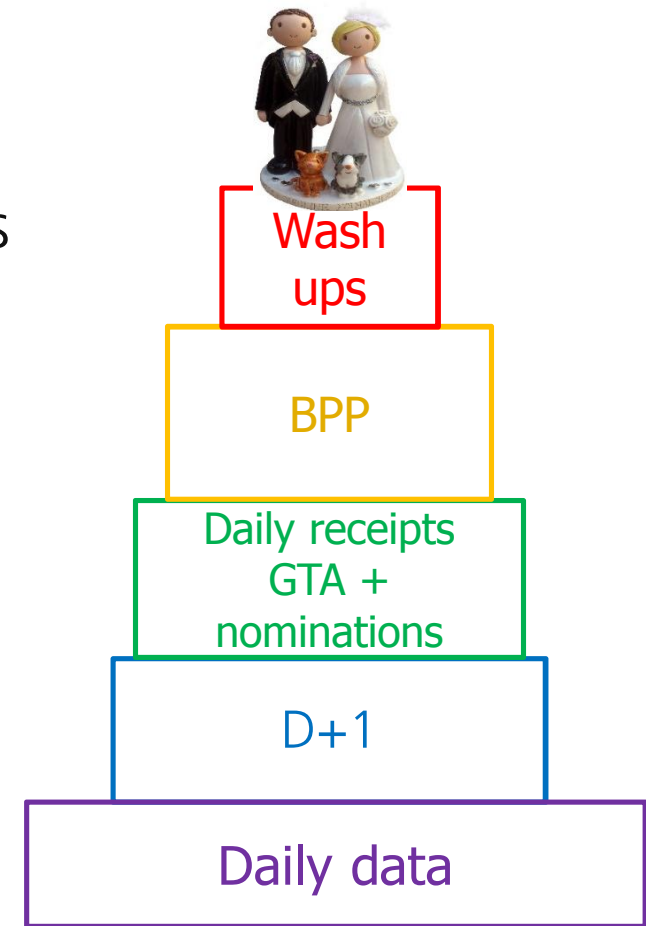 S
Wash
ups
BPP
Daily receipts
GTA +
nominations
D+1
Daily data